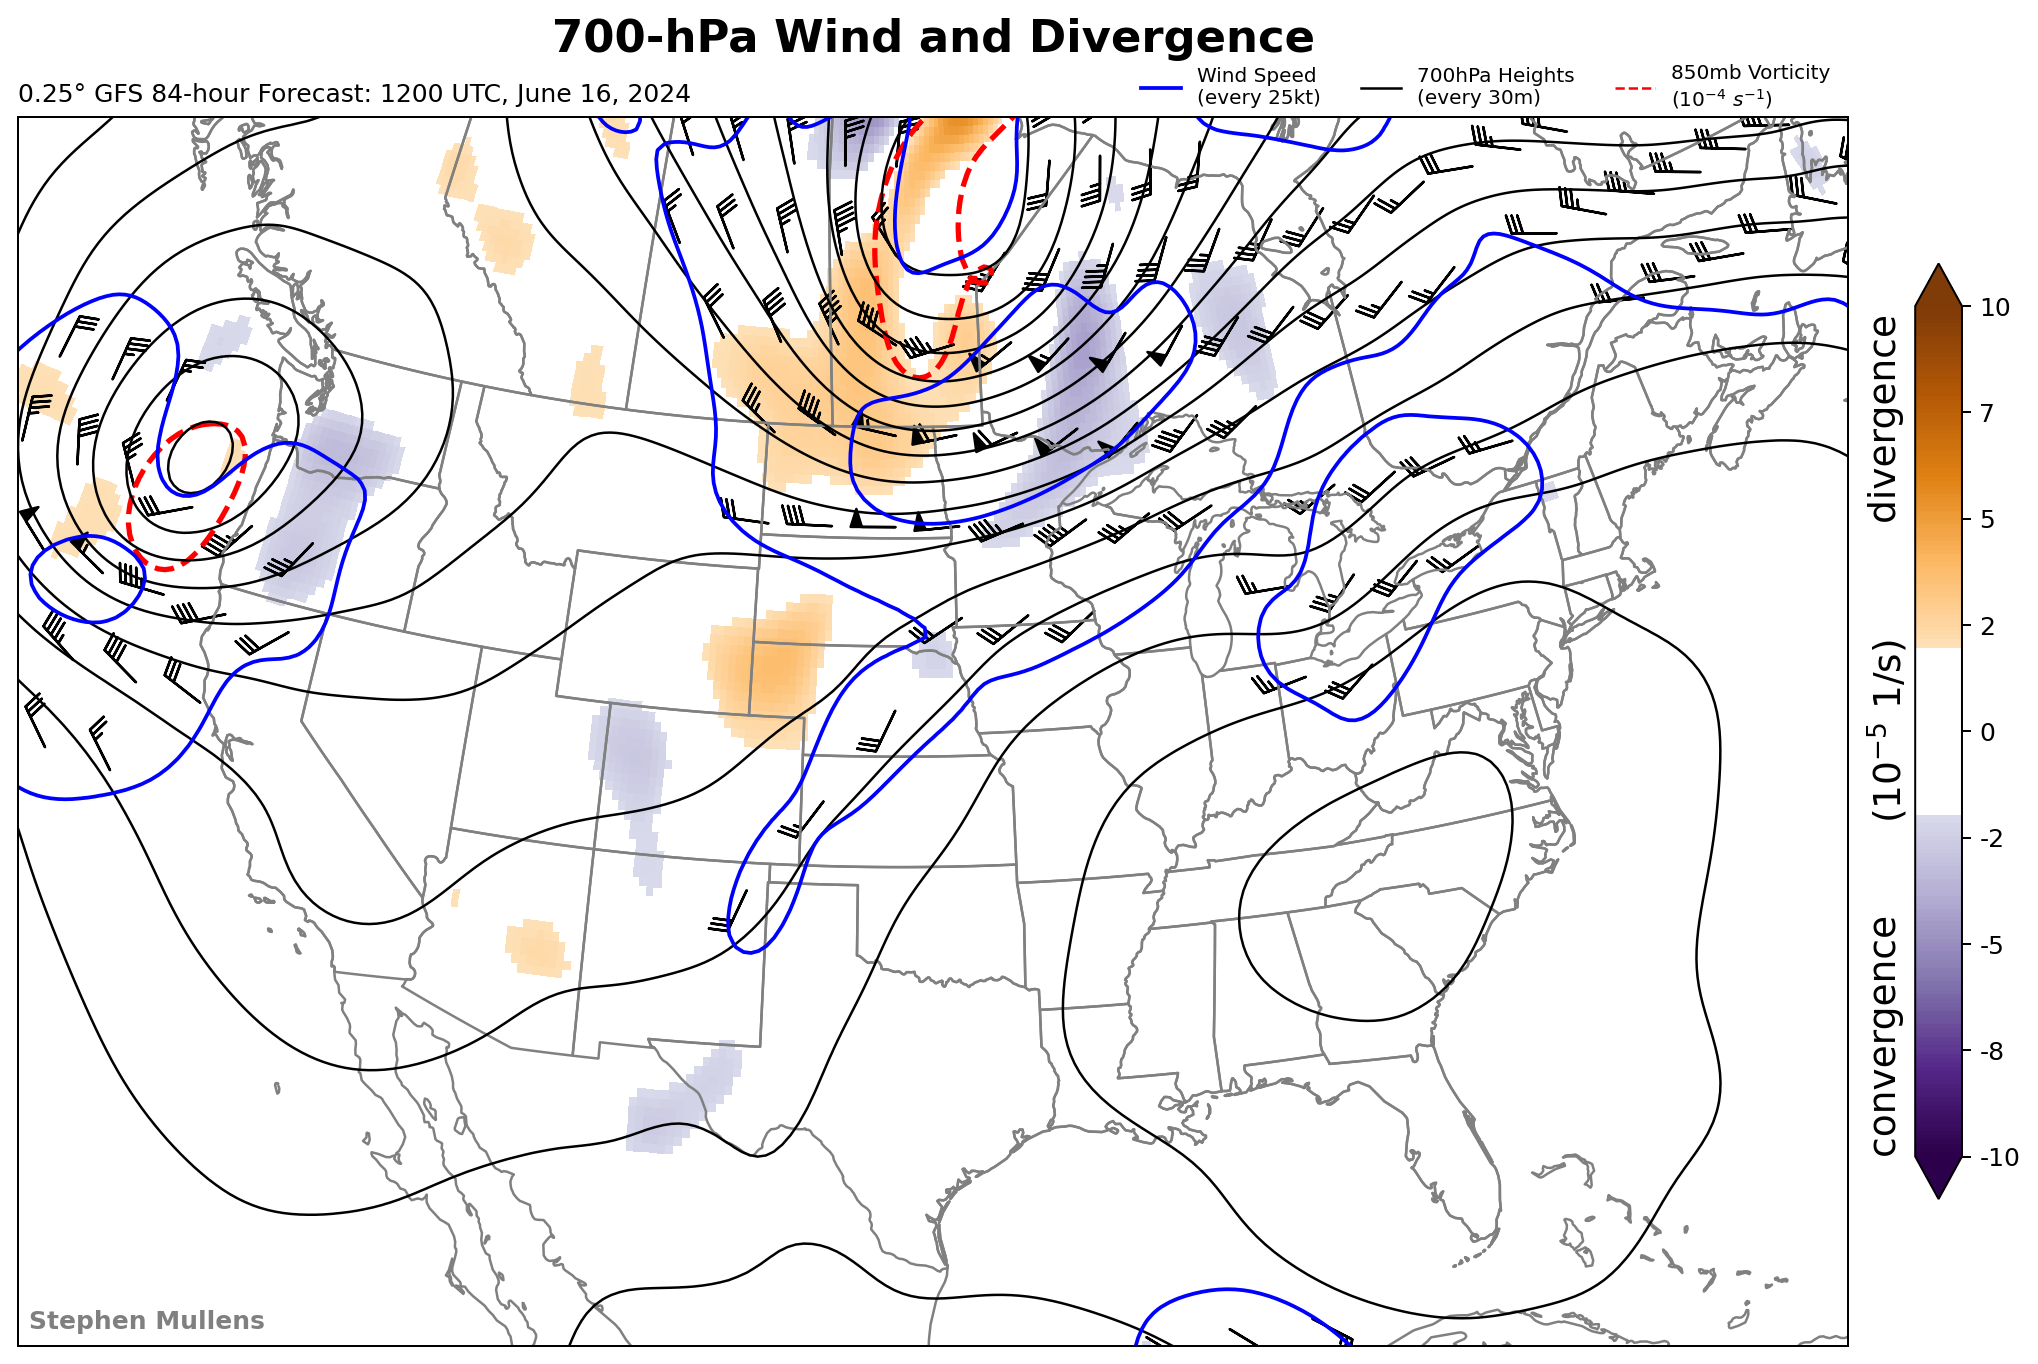 700-hPa Wind and Divergence
0.25° GFS 84-hour Forecast: 1200 UTC, June 16, 2024
Wind Speed
(every 25kt)
700hPa Heights
(every 30m)
850mb Vorticity
(10⁻⁴ s⁻¹)
10
7
5
2
0
-2
-5
-8
-10
convergence (10⁻⁵ 1/s) divergence
Stephen Mullens